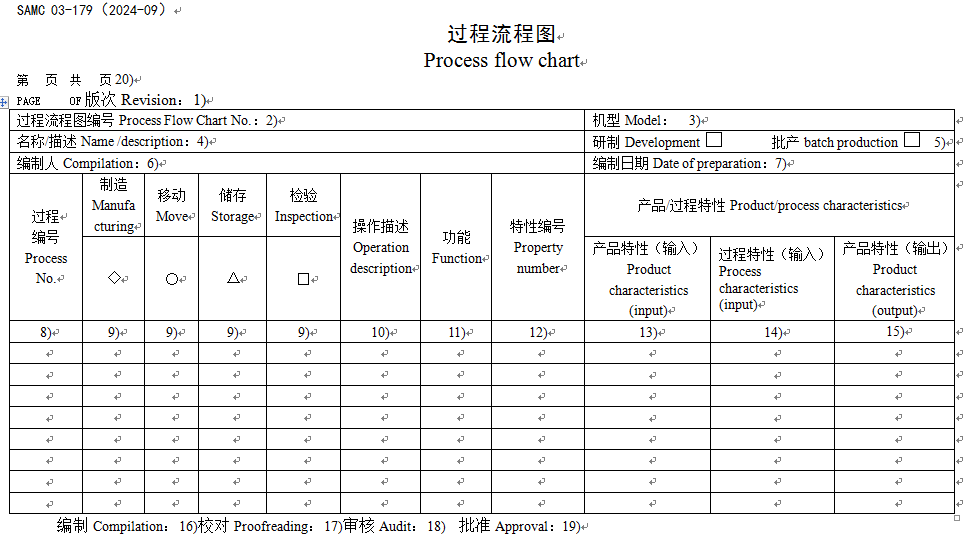 SAMC 03-179（2024-09）
过程流程图
Process flow chart
第 页 共 页 20)
PAGE OF 版次 Revision：1)
过程流程图编号 Process Flow Chart No.：2) 机型 Model： 3)
名称/描述 Name /description：4) 研制 Development □ 批产 batch production □ 5)
编制人 Compilation：6) 编制日期 Date of preparation：7)
过程
编号
Process
No.
制造
Manufa
cturing
移动
Move
储存
Storage
检验
Inspection
◇ ○ △ □
操作描述
Operation
description
功能
Function
特性编号
Property
number
产品/过程特性 Product/process characteristics
产品特性（输入）
Product
characteristics
(input)
过程特性（输入）
Process
characteristics
(input)
产品特性（输出）
Product
characteristics
(output)
8) 9) 9) 9) 9) 10) 11) 12) 13) 14) 15)
编制 Compilation：16)校对 Proofreading：17)审核 Audit：18) 批准 Approval：19)